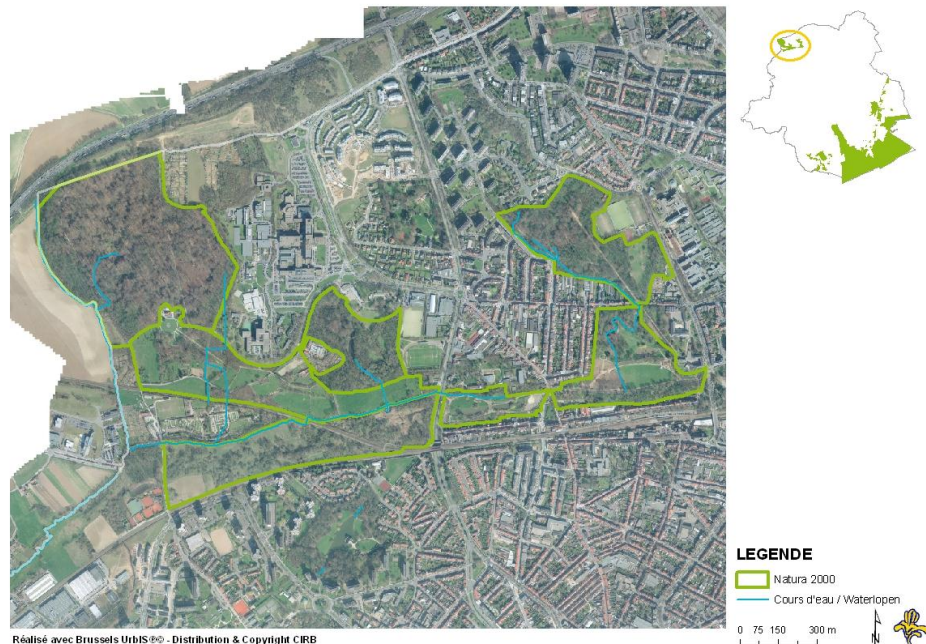 LEGENDE
Natura 2000
Cours d'eau / Waterlopen
0 75 150 300 m
N
Réalisé avec Brussels UrbIS®© - Distribution & Copyright CIRB